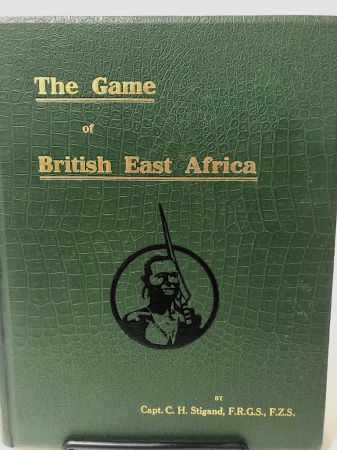 The Game
of
British East Africa
BY
Capt. C. H. Stigand, F.R.G.S., F.Z.S.